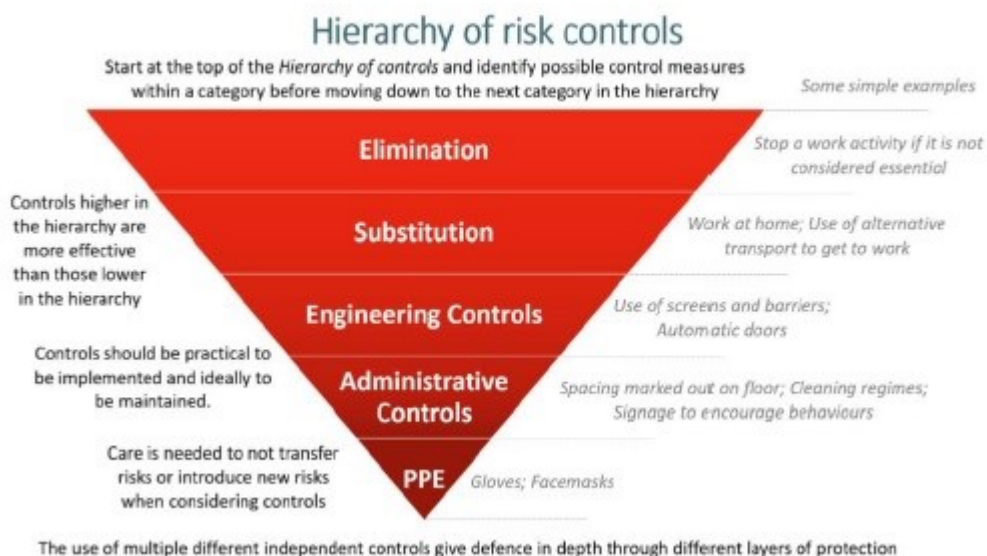 Hierarchy of risk controls
Start at the top of the Hierarchy of controls and identify possible control measures
within a category before moving down to the next category in the hierarchy
Some simple examples
Elimination
Stop a work activity if it is not
considered essential
Controls higher in
the hierarchy are
more effective
than those lower
in the hierarchy
Substitution
Work at home; Use of alternative
transport to get to work
Engineering Controls
Use of screens and barriers;
Automatic doors
Controls should be practical to
be implemented and ideally to
be maintained.
Administrative
Controls
Spacing marked out on floor; Cleaning regimes;
Signage to encourage behaviours
Care is needed to not transfer
risks or introduce new risks
when considering controls
PPE
Gloves; Facemasks
The use of multiple different independent controls give defence in depth through different layers of protection